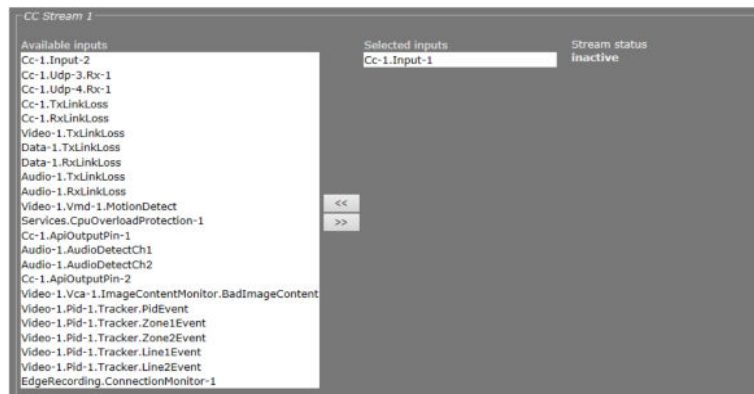 CC Stream 1
Available inputs
Cc-1.Input-2
Cc-1.Udp-3.Rx-1
Cc-1.Udp-4.Rx-1
Cc-1.TxLinkLoss
Cc-1.RxLinkLoss
Video-1.TxLinkLoss
Data-1.TxLinkLoss
Data-1.RxLinkLoss
Audio-1.TxLinkLoss
Audio-1.RxLinkLoss
Video-1.Vmd-1.MotionDetect
Services.CpuOverloadProtection-1
Cc-1.ApiOutputPin-1
Audio-1.AudioDetectCh1
Audio-1.AudioDetectCh2
Cc-1.ApiOutputPin-2
Video-1.Vca-1.ImageContentMonitor.BadImageContent
Video-1.Pid-1.Tracker.PidEvent
Video-1.Pid-1.Tracker.Zone1Event
Video-1.Pid-1.Tracker.Zone2Event
Video-1.Pid-1.Tracker.Line1Event
Video-1.Pid-1.Tracker.Line2Event
EdgeRecording.ConnectionMonitor-1
<<
>>
Selected inputs
Cc-1.Input-1
Stream status
inactive